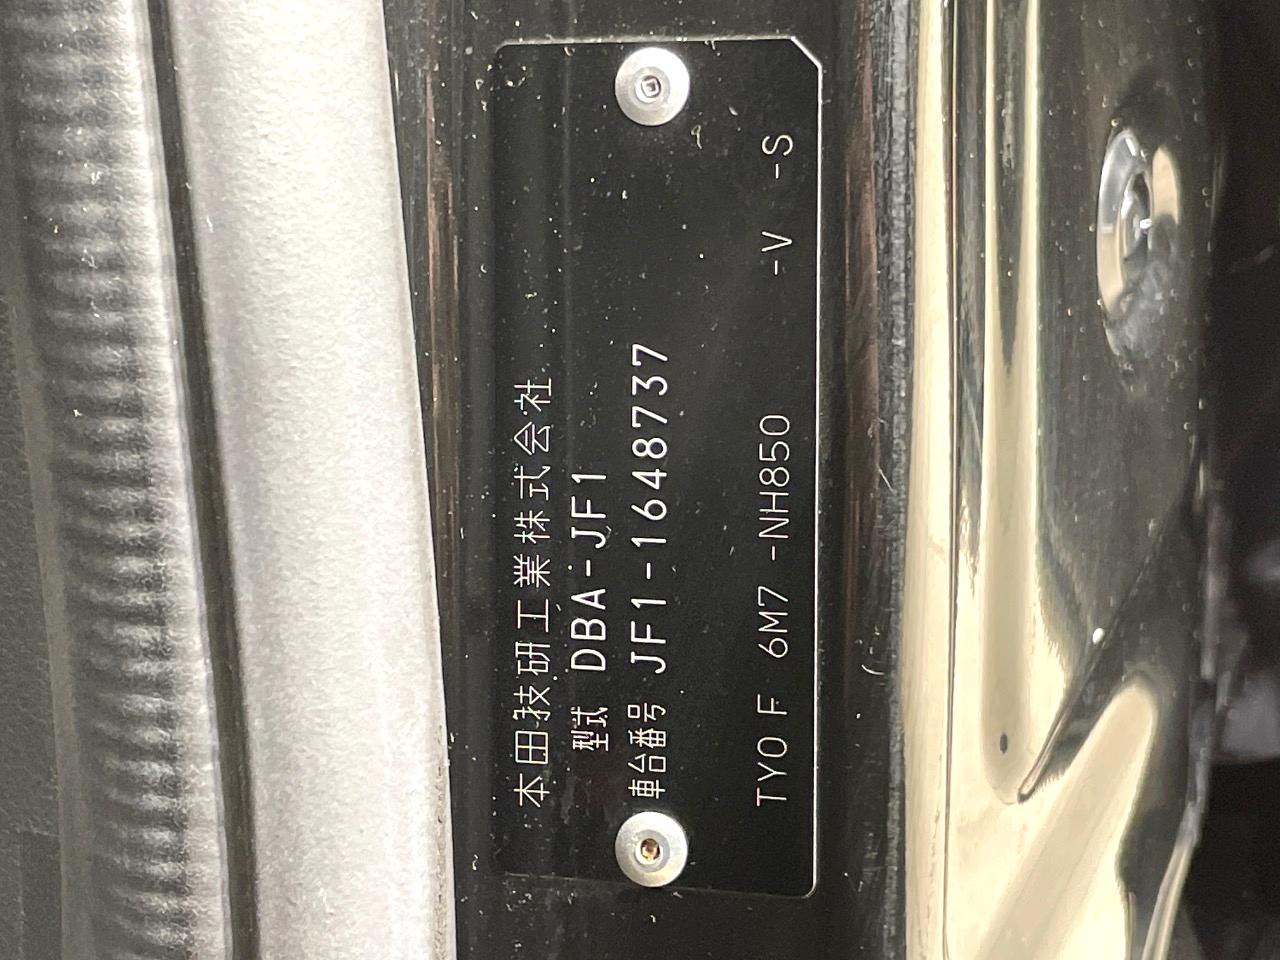 本田技研工業株式会社
型式 DBA-JF1
車台番号 JF1-1648737
TYO F 6M7 -NH850 -V -S